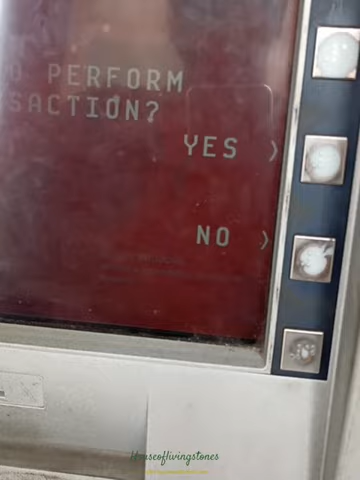 PERFORM
SACTION?
YES
NO
Houseoflivingstones